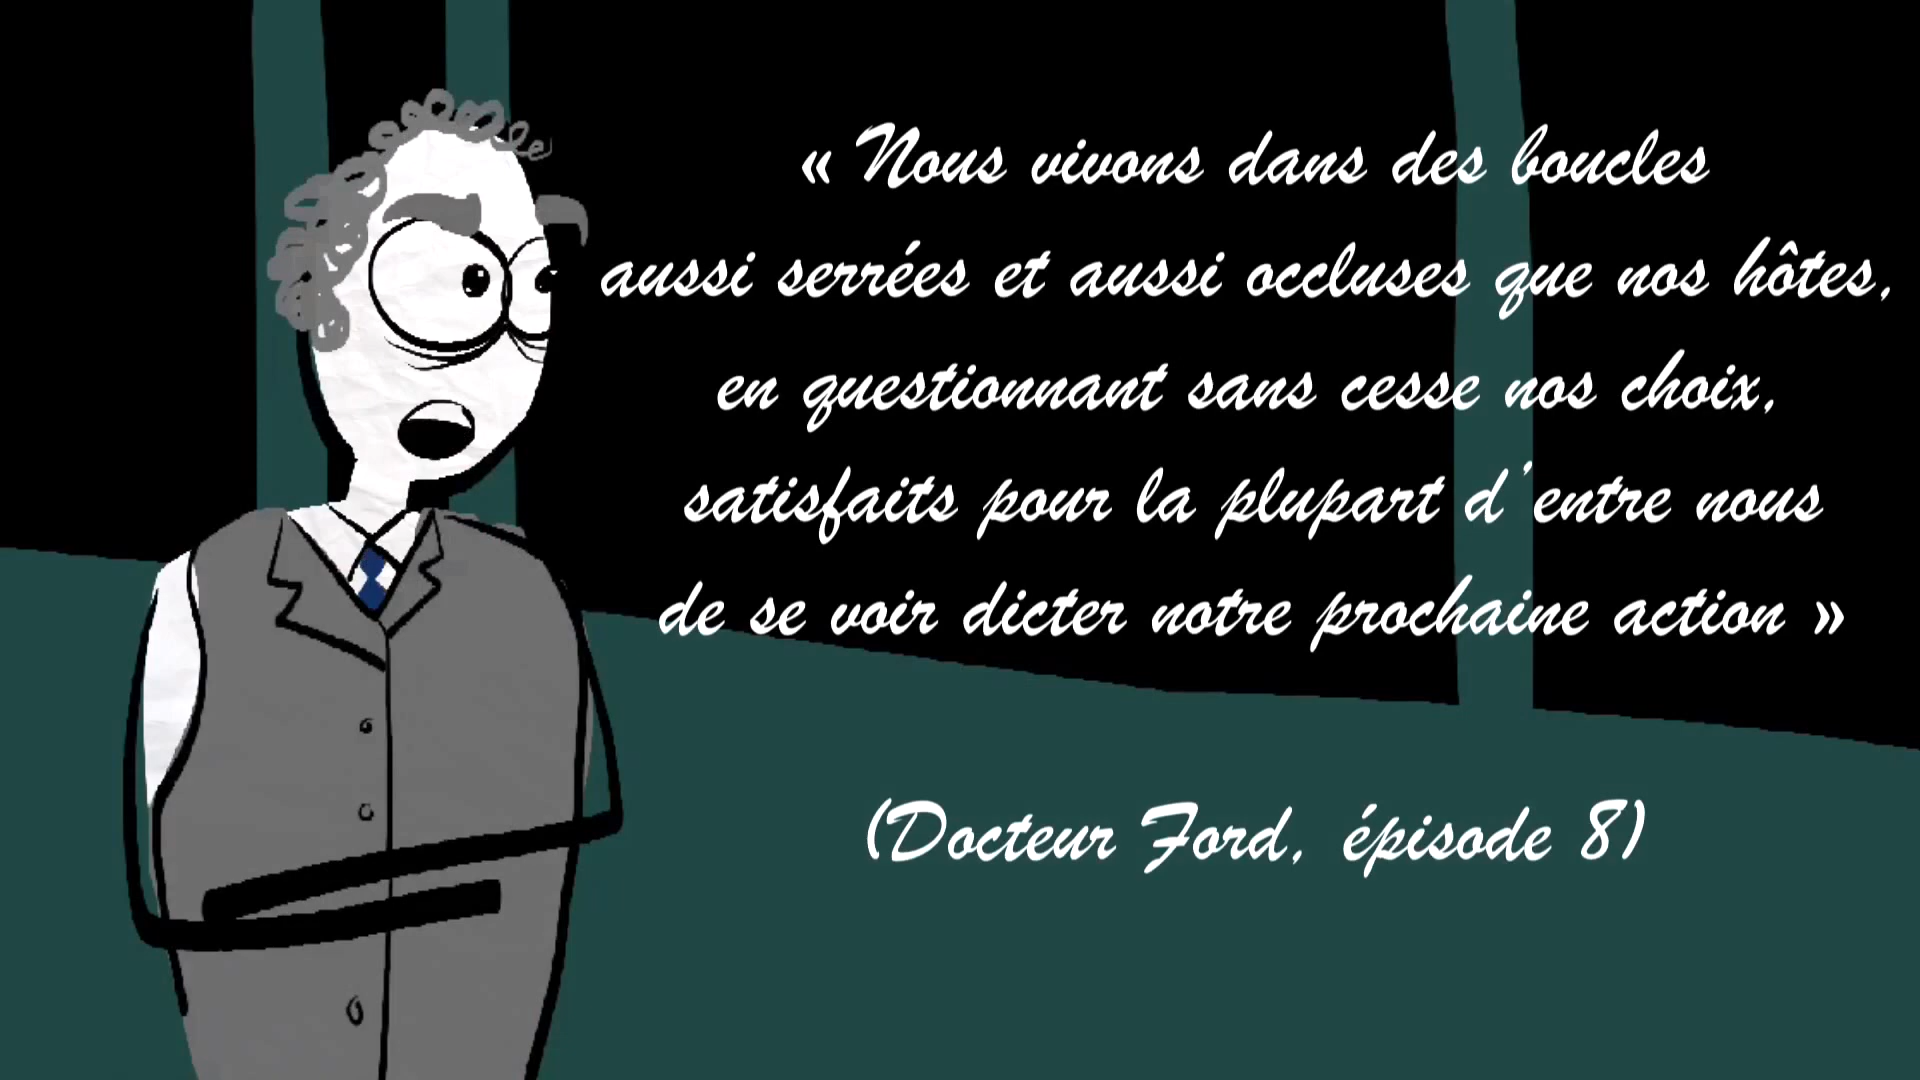 « Nous vivons dans des boucles
aussi serrées et aussi occluses que nos hôtes,
en questionnant sans cesse nos choix,
satisfaits pour la plupart d'entre nous
de se voir dicter notre prochaine action »
(Docteur Ford, épisode 8)